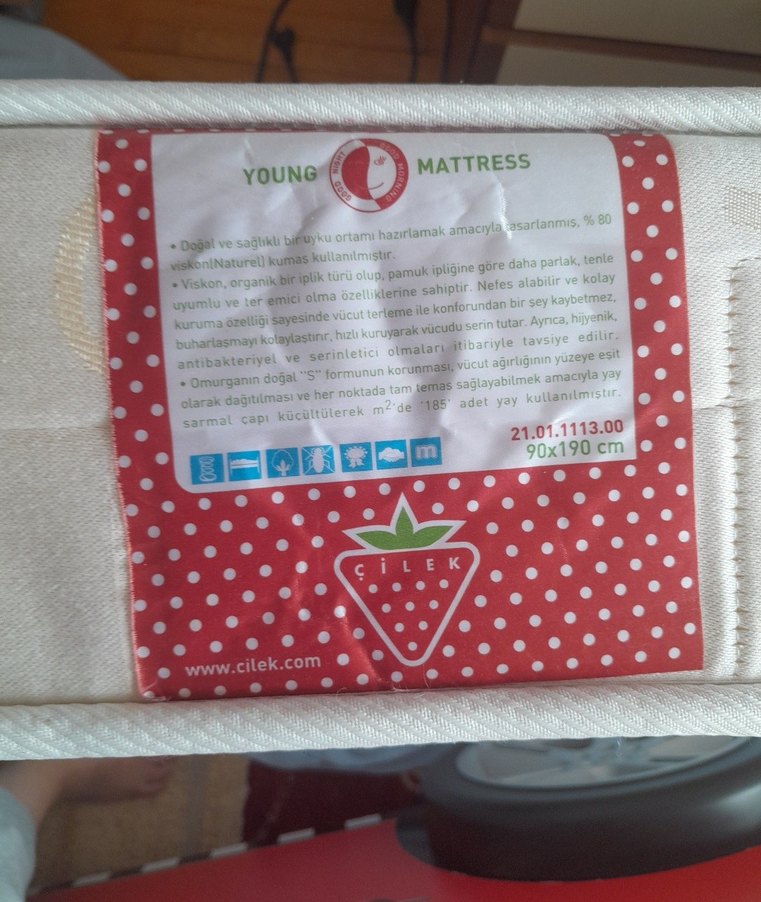 YOUNG MATTRESS
GOOD NIGHT GOOD MORNING
• Doğal ve sağlıklı bir uyku ortamı hazırlamak amacıyla tasarlanmış, % 80
viskon(Naturel) kumaş kullanılmıştır.
• Viskon, organik bir iplik türü olup, pamuk ipliğine göre daha parlak, tenle
uyumlu ve ter emici olma özelliklerine sahiptir. Nefes alabilir ve kolay
kuruma özelliği sayesinde vücut terleme ile konforundan bir şey kaybetmez,
buharlaşmayı kolaylaştırır, hızlı kuruyarak vücudu serin tutar. Ayrıca, hijyenik,
antibakteriyel ve serinletici olmaları itibariyle tavsiye edilir.
• Omurganın doğal "S" formunun korunması, vücut ağırlığının yüzeye eşit
olarak dağıtılması ve her noktada tam temas sağlayabilmek amacıyla yay
sarmal çapı küçültülerek m2'de '185' adet yay kullanılmıştır.
21.01.1113.00
90x190 cm
m
ÇİLEK
www.cilek.com